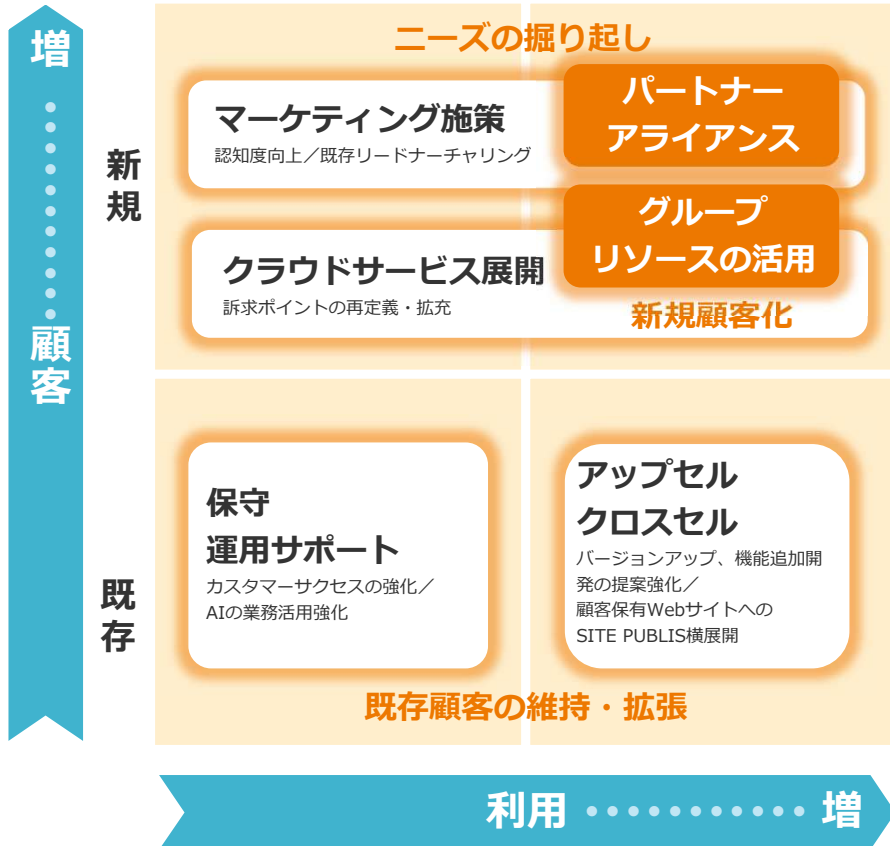 増
顧
客
新
規
既
存
ニーズの掘り起し
マーケティング施策
認知度向上／既存リードナーチャリング
パートナー
アライアンス
グループ
リソースの活用
クラウドサービス展開
訴求ポイントの再定義・拡充
新規顧客化
保守
運用サポート
カスタマーサクセスの強化／
AIの業務活用強化
アップセル
クロスセル
バージョンアップ、機能追加開
発の提案強化／
顧客保有Webサイトへの
SITE PUBLIS横展開
既存顧客の維持・拡張
利用 ・・・・・・・・・・・ 増